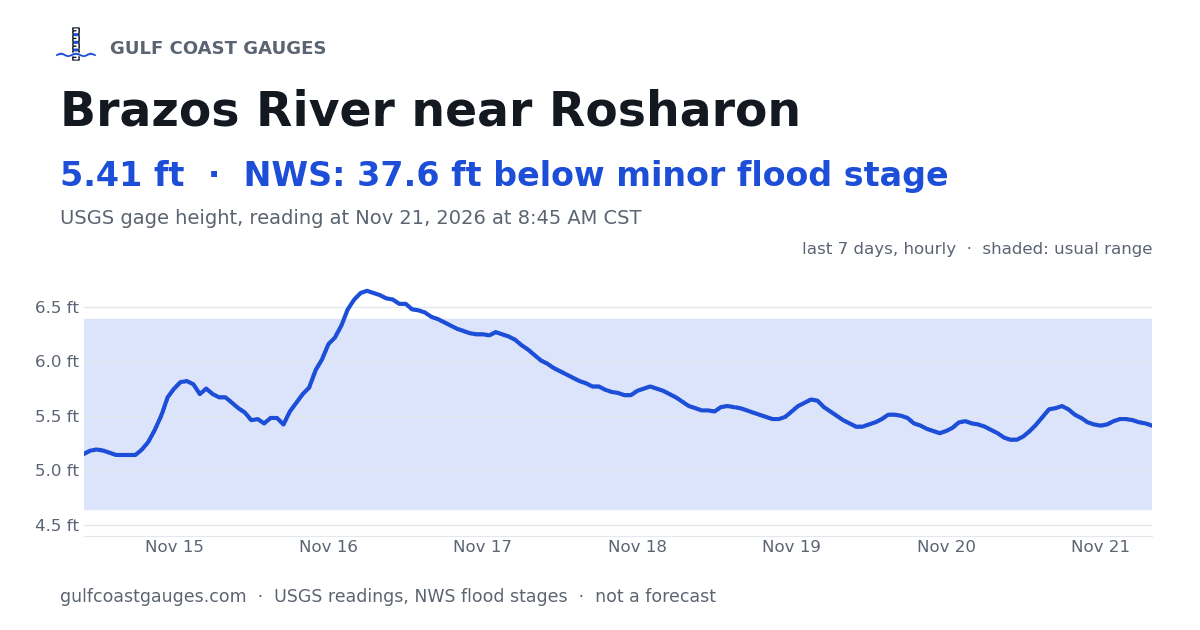 GULF COAST GAUGES
Brazos River near Rosharon
5.41 ft · NWS: 37.6 ft below minor flood stage
USGS gage height, reading at Nov 21, 2026 at 8:45 AM CST
last 7 days, hourly · shaded: usual range
6.5 ft
6.0 ft
5.5 ft
5.0 ft
4.5 ft
Nov 15 Nov 16 Nov 17 Nov 18 Nov 19 Nov 20 Nov 21
gulfcoastgauges.com · USGS readings, NWS flood stages · not a forecast